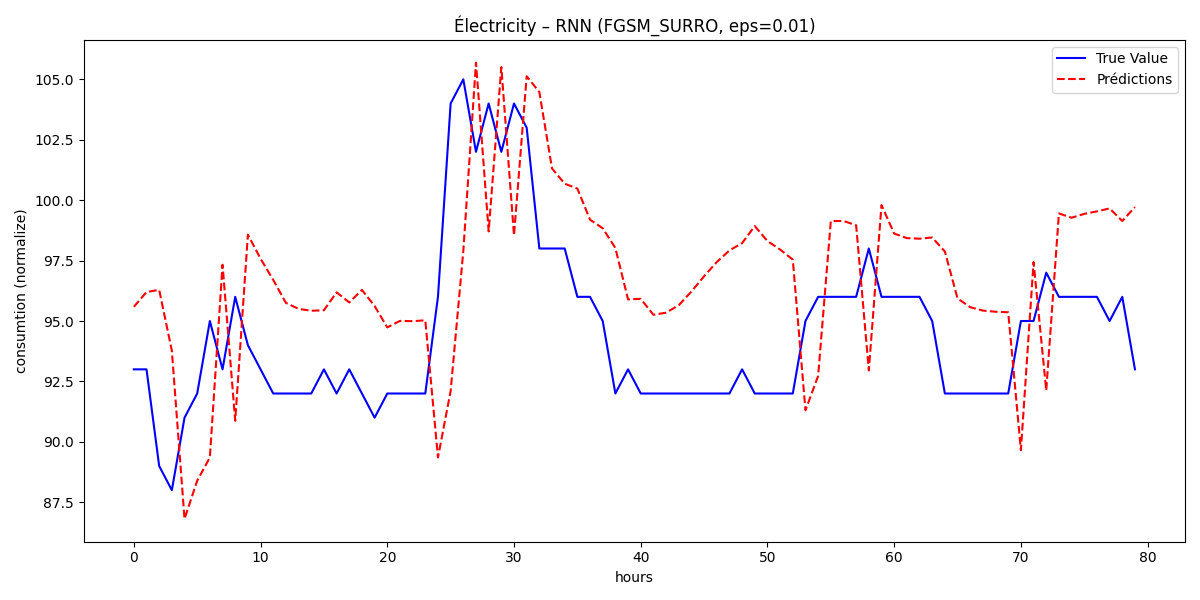 Électricity – RNN (FGSM_SURRO, eps=0.01)
True Value
Prédictions
consumtion (normalize)
105.0
102.5
100.0
97.5
95.0
92.5
90.0
87.5
0 10 20 30 40 50 60 70 80
hours